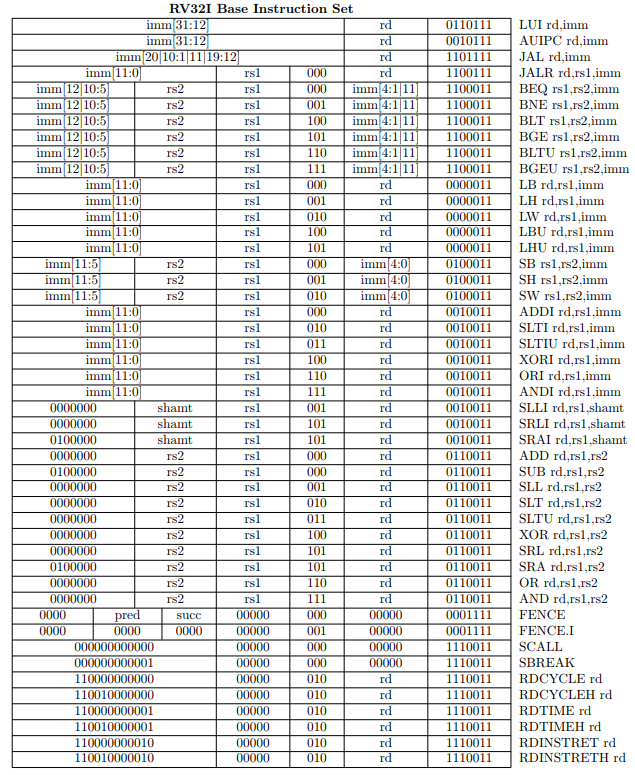 RV32I Base Instruction Set
imm[31:12] rd 0110111 LUI rd,imm
imm[31:12] rd 0010111 AUIPC rd,imm
imm[20|10:1|11|19:12] rd 1101111 JAL rd,imm
imm[11:0] rs1 000 rd 1100111 JALR rd,rs1,imm
imm[12|10:5] rs2 rs1 000 imm[4:1|11] 1100011 BEQ rs1,rs2,imm
imm[12|10:5] rs2 rs1 001 imm[4:1|11] 1100011 BNE rs1,rs2,imm
imm[12|10:5] rs2 rs1 100 imm[4:1|11] 1100011 BLT rs1,rs2,imm
imm[12|10:5] rs2 rs1 101 imm[4:1|11] 1100011 BGE rs1,rs2,imm
imm[12|10:5] rs2 rs1 110 imm[4:1|11] 1100011 BLTU rs1,rs2,imm
imm[12|10:5] rs2 rs1 111 imm[4:1|11] 1100011 BGEU rs1,rs2,imm
imm[11:0] rs1 000 rd 0000011 LB rd,rs1,imm
imm[11:0] rs1 001 rd 0000011 LH rd,rs1,imm
imm[11:0] rs1 010 rd 0000011 LW rd,rs1,imm
imm[11:0] rs1 100 rd 0000011 LBU rd,rs1,imm
imm[11:0] rs1 101 rd 0000011 LHU rd,rs1,imm
imm[11:5] rs2 rs1 000 imm[4:0] 0100011 SB rs1,rs2,imm
imm[11:5] rs2 rs1 001 imm[4:0] 0100011 SH rs1,rs2,imm
imm[11:5] rs2 rs1 010 imm[4:0] 0100011 SW rs1,rs2,imm
imm[11:0] rs1 000 rd 0010011 ADDI rd,rs1,imm
imm[11:0] rs1 010 rd 0010011 SLTI rd,rs1,imm
imm[11:0] rs1 011 rd 0010011 SLTIU rd,rs1,imm
imm[11:0] rs1 100 rd 0010011 XORI rd,rs1,imm
imm[11:0] rs1 110 rd 0010011 ORI rd,rs1,imm
imm[11:0] rs1 111 rd 0010011 ANDI rd,rs1,imm
0000000 shamt rs1 001 rd 0010011 SLLI rd,rs1,shamt
0000000 shamt rs1 101 rd 0010011 SRLI rd,rs1,shamt
0100000 shamt rs1 101 rd 0010011 SRAI rd,rs1,shamt
0000000 rs2 rs1 000 rd 0110011 ADD rd,rs1,rs2
0100000 rs2 rs1 000 rd 0110011 SUB rd,rs1,rs2
0000000 rs2 rs1 001 rd 0110011 SLL rd,rs1,rs2
0000000 rs2 rs1 010 rd 0110011 SLT rd,rs1,rs2
0000000 rs2 rs1 011 rd 0110011 SLTU rd,rs1,rs2
0000000 rs2 rs1 100 rd 0110011 XOR rd,rs1,rs2
0000000 rs2 rs1 101 rd 0110011 SRL rd,rs1,rs2
0100000 rs2 rs1 101 rd 0110011 SRA rd,rs1,rs2
0000000 rs2 rs1 110 rd 0110011 OR rd,rs1,rs2
0000000 rs2 rs1 111 rd 0110011 AND rd,rs1,rs2
0000 pred succ 00000 000 00000 0001111 FENCE
0000 0000 0000 00000 001 00000 0001111 FENCE.I
000000000000 00000 000 00000 1110011 SCALL
000000000001 00000 000 00000 1110011 SBREAK
110000000000 00000 010 rd 1110011 RDCYCLE rd
110010000000 00000 010 rd 1110011 RDCYCLEH rd
110000000001 00000 010 rd 1110011 RDTIME rd
110010000001 00000 010 rd 1110011 RDTIMEH rd
110000000010 00000 010 rd 1110011 RDINSTRET rd
110010000010 00000 010 rd 1110011 RDINSTRETH rd